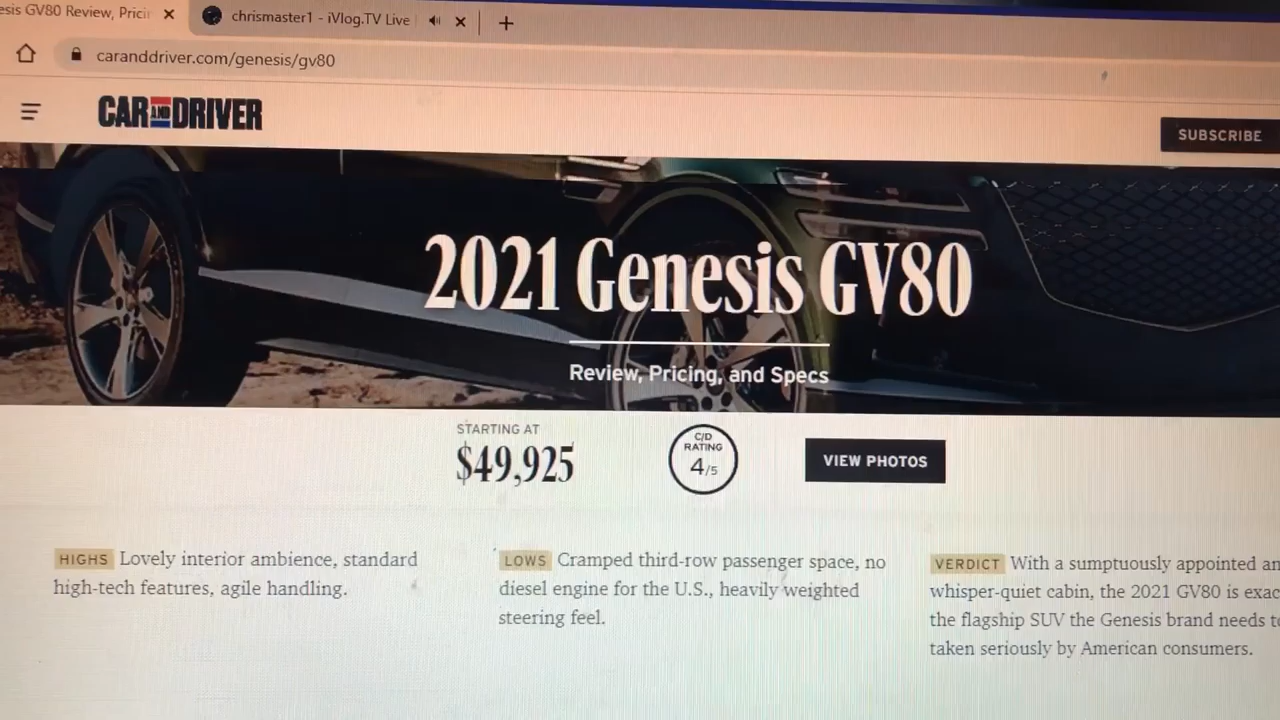 esis GV80 Review, Prici
chrismaster1 - iVlog.TV Live
caranddriver.com/genesis/gv80
CAR AND DRIVER
SUBSCRIBE
2021 Genesis GV80
Review, Pricing, and Specs
STARTING AT
$49,925
C/D
RATING
4/5
VIEW PHOTOS
HIGHS Lovely interior ambience, standard
high-tech features, agile handling.
LOWS Cramped third-row passenger space, no
diesel engine for the U.S., heavily weighted
steering feel.
VERDICT With a sumptuously appointed an
whisper-quiet cabin, the 2021 GV80 is exac
the flagship SUV the Genesis brand needs t
taken seriously by American consumers.